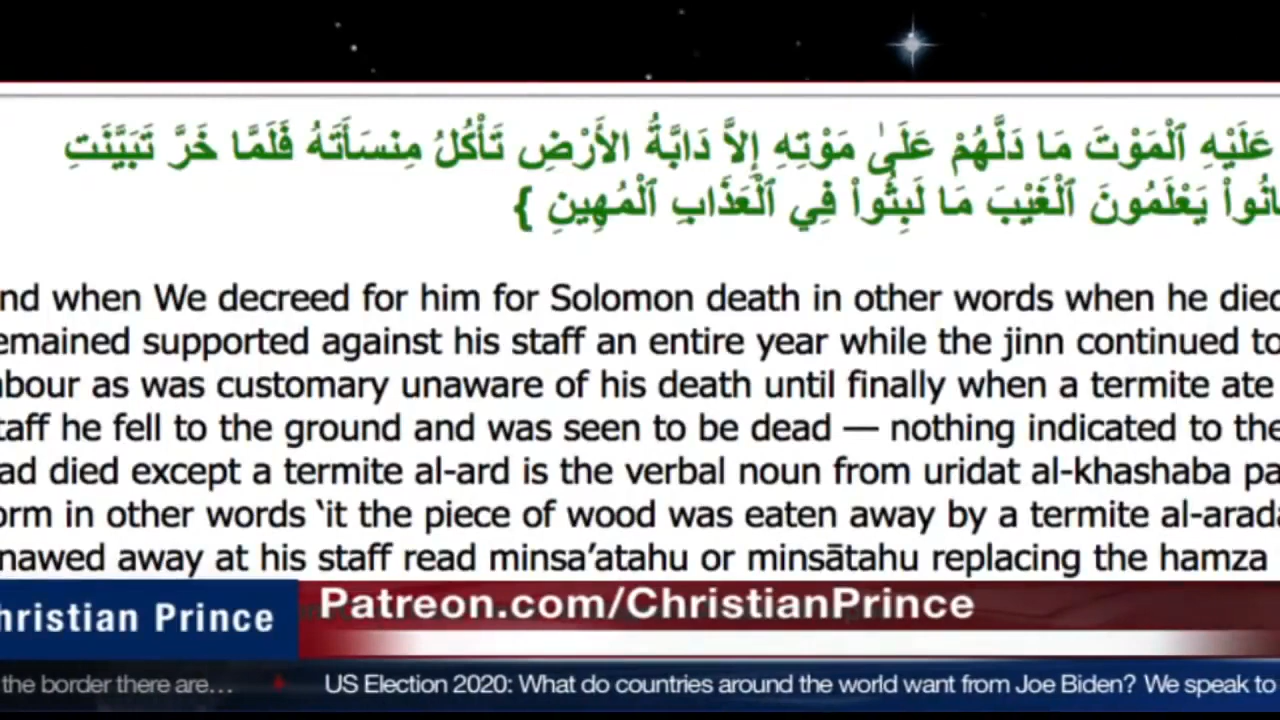 عَلَيْهِ ٱلْمَوْتَ مَا دَلَّهُمْ عَلَىٰ مَوْتِهِ إِلاَّ دَابَّةُ الأَرْضِ تَأْكُلُ مِنسَأَتَهُ فَلَمَّا خَرَّ تَبَيَّنَتِ
انُواْ يَعْلَمُونَ ٱلْغَيْبَ مَا لَبِثُواْ فِي ٱلْعَذَابِ ٱلْمُهِينِ }
nd when We decreed for him for Solomon death in other words when he died
emained supported against his staff an entire year while the jinn continued to
abour as was customary unaware of his death until finally when a termite ate
taff he fell to the ground and was seen to be dead — nothing indicated to the
ad died except a termite al-ard is the verbal noun from uridat al-khashaba pa
orm in other words ‘it the piece of wood was eaten away by a termite al-arada
nawed away at his staff read minsa’atahu or minsātahu replacing the hamza
hristian Prince
Patreon.com/ChristianPrince
the border there are... US Election 2020: What do countries around the world want from Joe Biden? We speak to